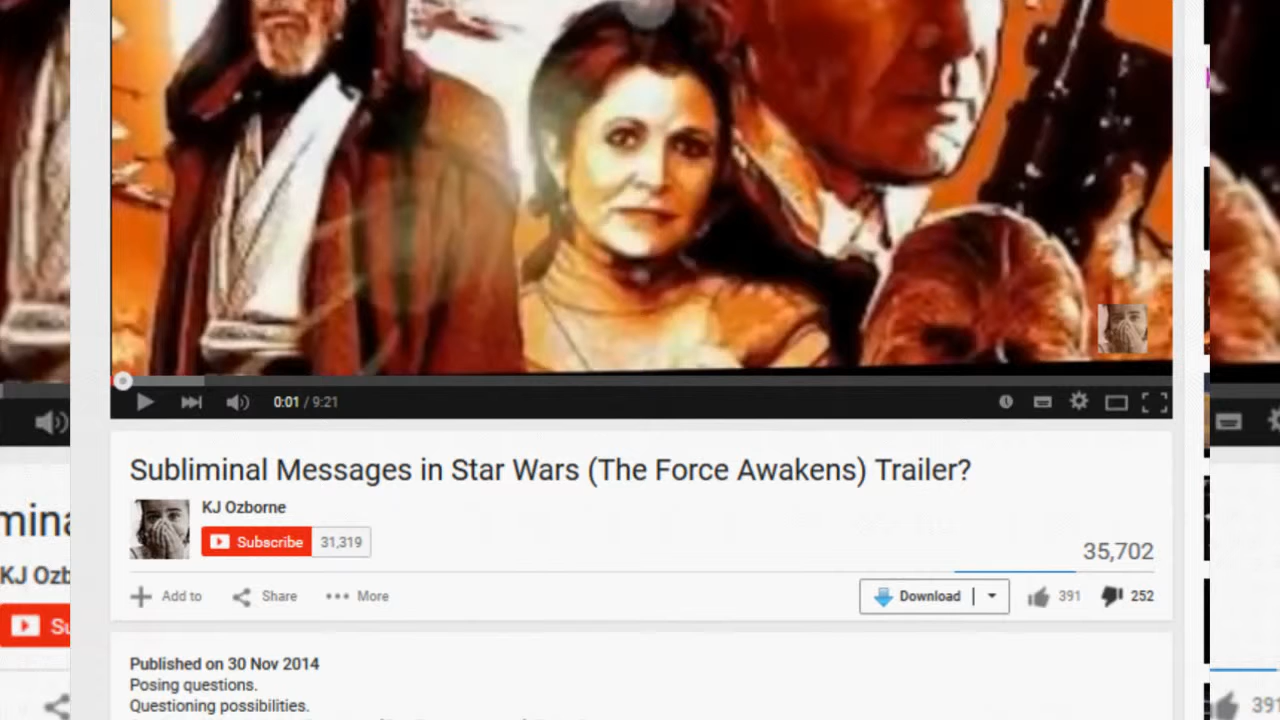 0:01 / 9:21
Subliminal Messages in Star Wars (The Force Awakens) Trailer?
KJ Ozborne
Subscribe 31,319
35,702
Add to Share More Download 391 252
Published on 30 Nov 2014
Posing questions.
Questioning possibilities.
mina
KJ Ozb
Su
391